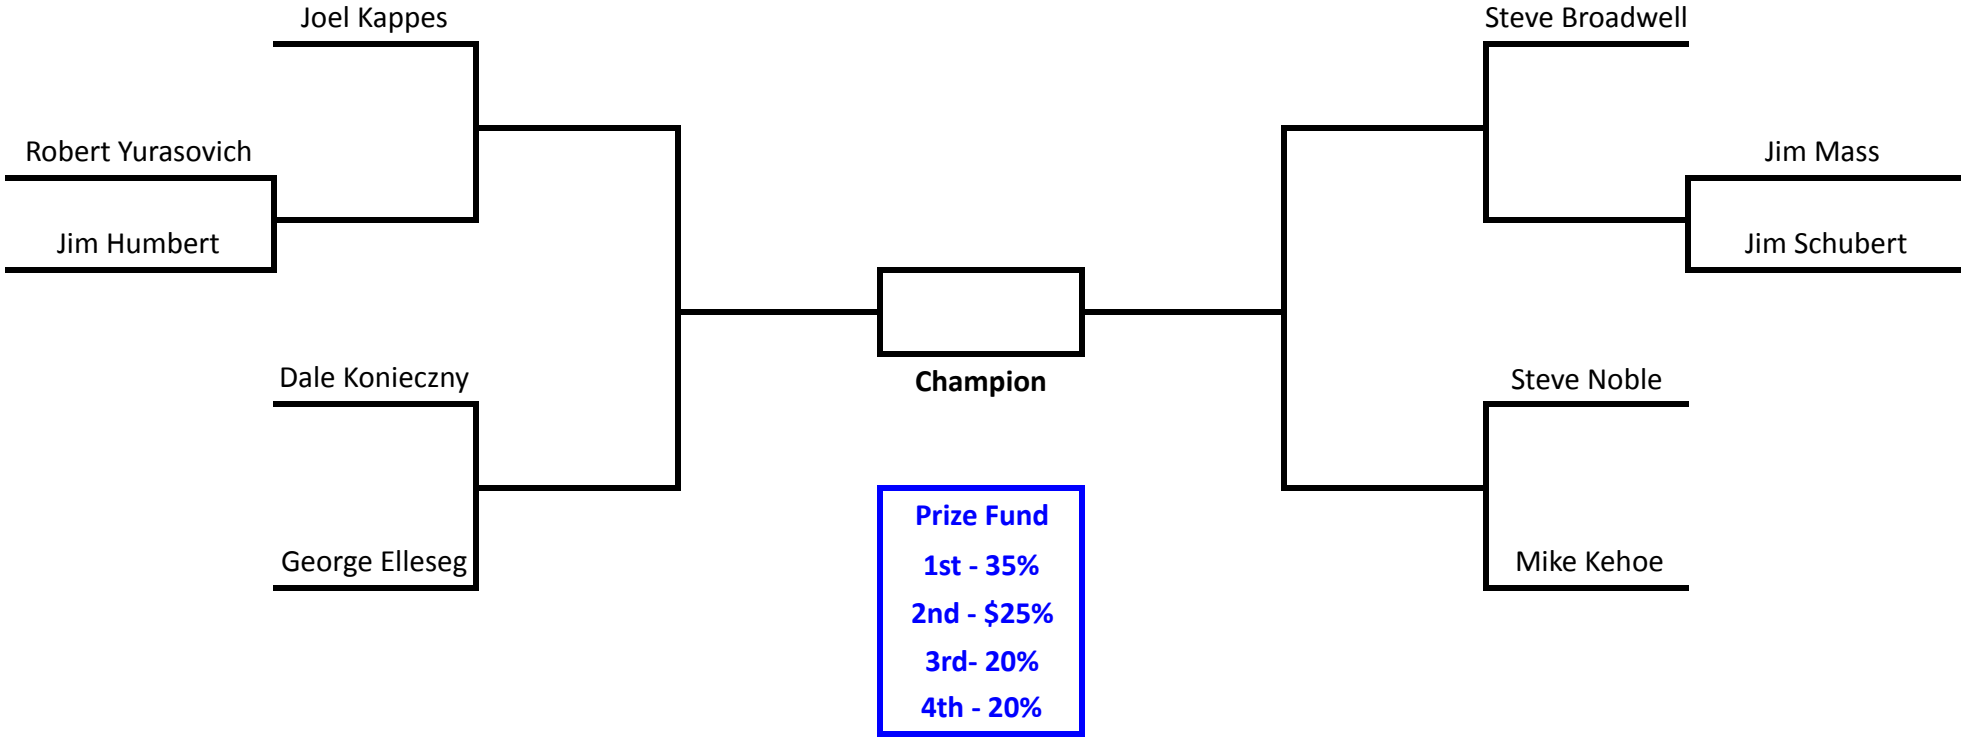 Joel Kappes
Steve Broadwell
Robert Yurasovich
Jim Mass
Jim Humbert
Jim Schubert
Dale Konieczny
Champion
Steve Noble
George Elleseg
Mike Kehoe
Prize Fund
1st - 35%
2nd - $25%
3rd- 20%
4th - 20%